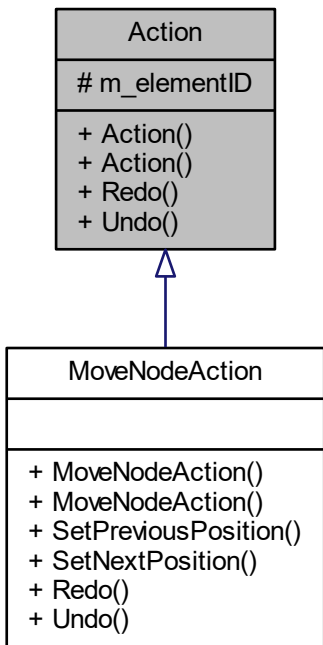 Action
# m_elementID
+ Action()
+ Action()
+ Redo()
+ Undo()
MoveNodeAction
+ MoveNodeAction()
+ MoveNodeAction()
+ SetPreviousPosition()
+ SetNextPosition()
+ Redo()
+ Undo()